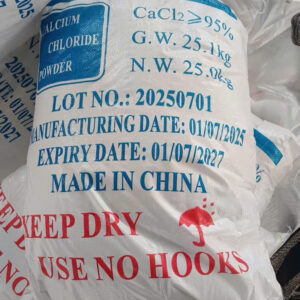 CALCIUM
CHLORIDE
POWDER
CaCl2≥95%
G.W. 25.1kg
N.W. 25.0kg
LOT NO.: 20250701
MANUFACTURING DATE: 01/07/2025
EXPIRY DATE: 01/07/2027
MADE IN CHINA
KEEP DRY
USE NO HOOKS